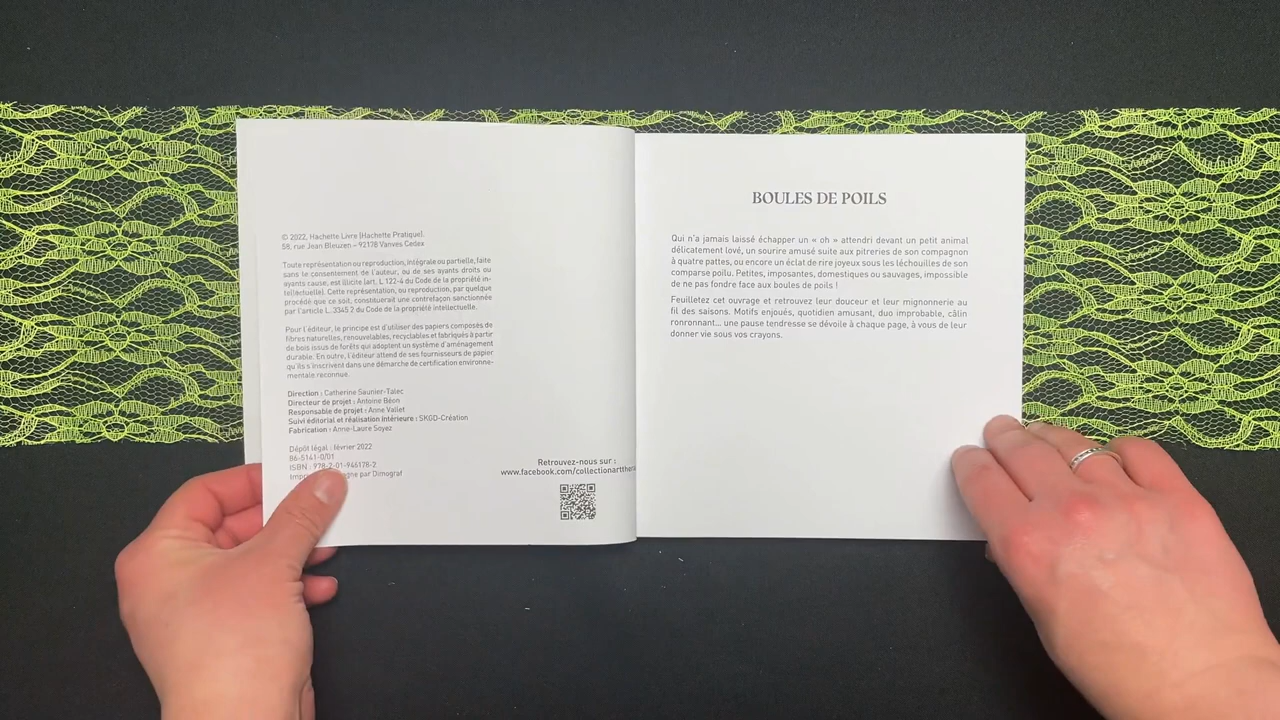 © 2022, Hachette Livre (Hachette Pratique).
58, rue Jean Bleuzen – 92178 Vanves Cedex
Toute représentation ou reproduction, intégrale ou partielle, faite
sans le consentement de l'auteur, ou de ses ayants droits ou
ayants cause, est illicite (art. L 122-4 du Code de la propriété in-
tellectuelle). Cette représentation, ou reproduction, par quelque
procédé que ce soit, constituerait une contrefaçon sanctionnée
par l'article L. 3345 2 du Code de la propriété intellectuelle.
Pour l'éditeur, le principe est d'utiliser des papiers composés de
fibres naturelles, renouvelables, recyclables et fabriqués à partir
de bois issus de forêts qui adoptent un système d'aménagement
durable. En outre, l'éditeur attend de ses fournisseurs de papier
qu'ils s'inscrivent dans une démarche de certification environne-
mentale reconnue.
Direction : Catherine Saunier-Talec
Directeur de projet : Antoine Béon
Responsable de projet : Anne Vallet
Suivi éditorial et réalisation intérieure : SKGD-Création
Fabrication : Anne-Laure Soyez
Dépôt légal : février 2022
86-5141-0/01
ISBN : 978-2-01-946178-2
par Dimograf
Retrouvez-nous sur :
www.facebook.com/collectionartthera
BOULES DE POILS
Qui n'a jamais laissé échapper un « oh » attendri devant un petit animal
délicatement lové, un sourire amusé suite aux pitreries de son compagnon
à quatre pattes, ou encore un éclat de rire joyeux sous les léchouilles de son
comparse poilu. Petites, imposantes, domestiques ou sauvages, impossible
de ne pas fondre face aux boules de poils !
Feuilletez cet ouvrage et retrouvez leur douceur et leur mignonnerie au
fil des saisons. Motifs enjoués, quotidien amusant, duo improbable, câlin
ronronnant... une pause tendresse se dévoile à chaque page, à vous de leur
donner vie sous vos crayons.